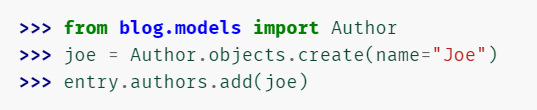 >>> from blog.models import Author
>>> joe = Author.objects.create(name="Joe")
>>> entry.authors.add(joe)